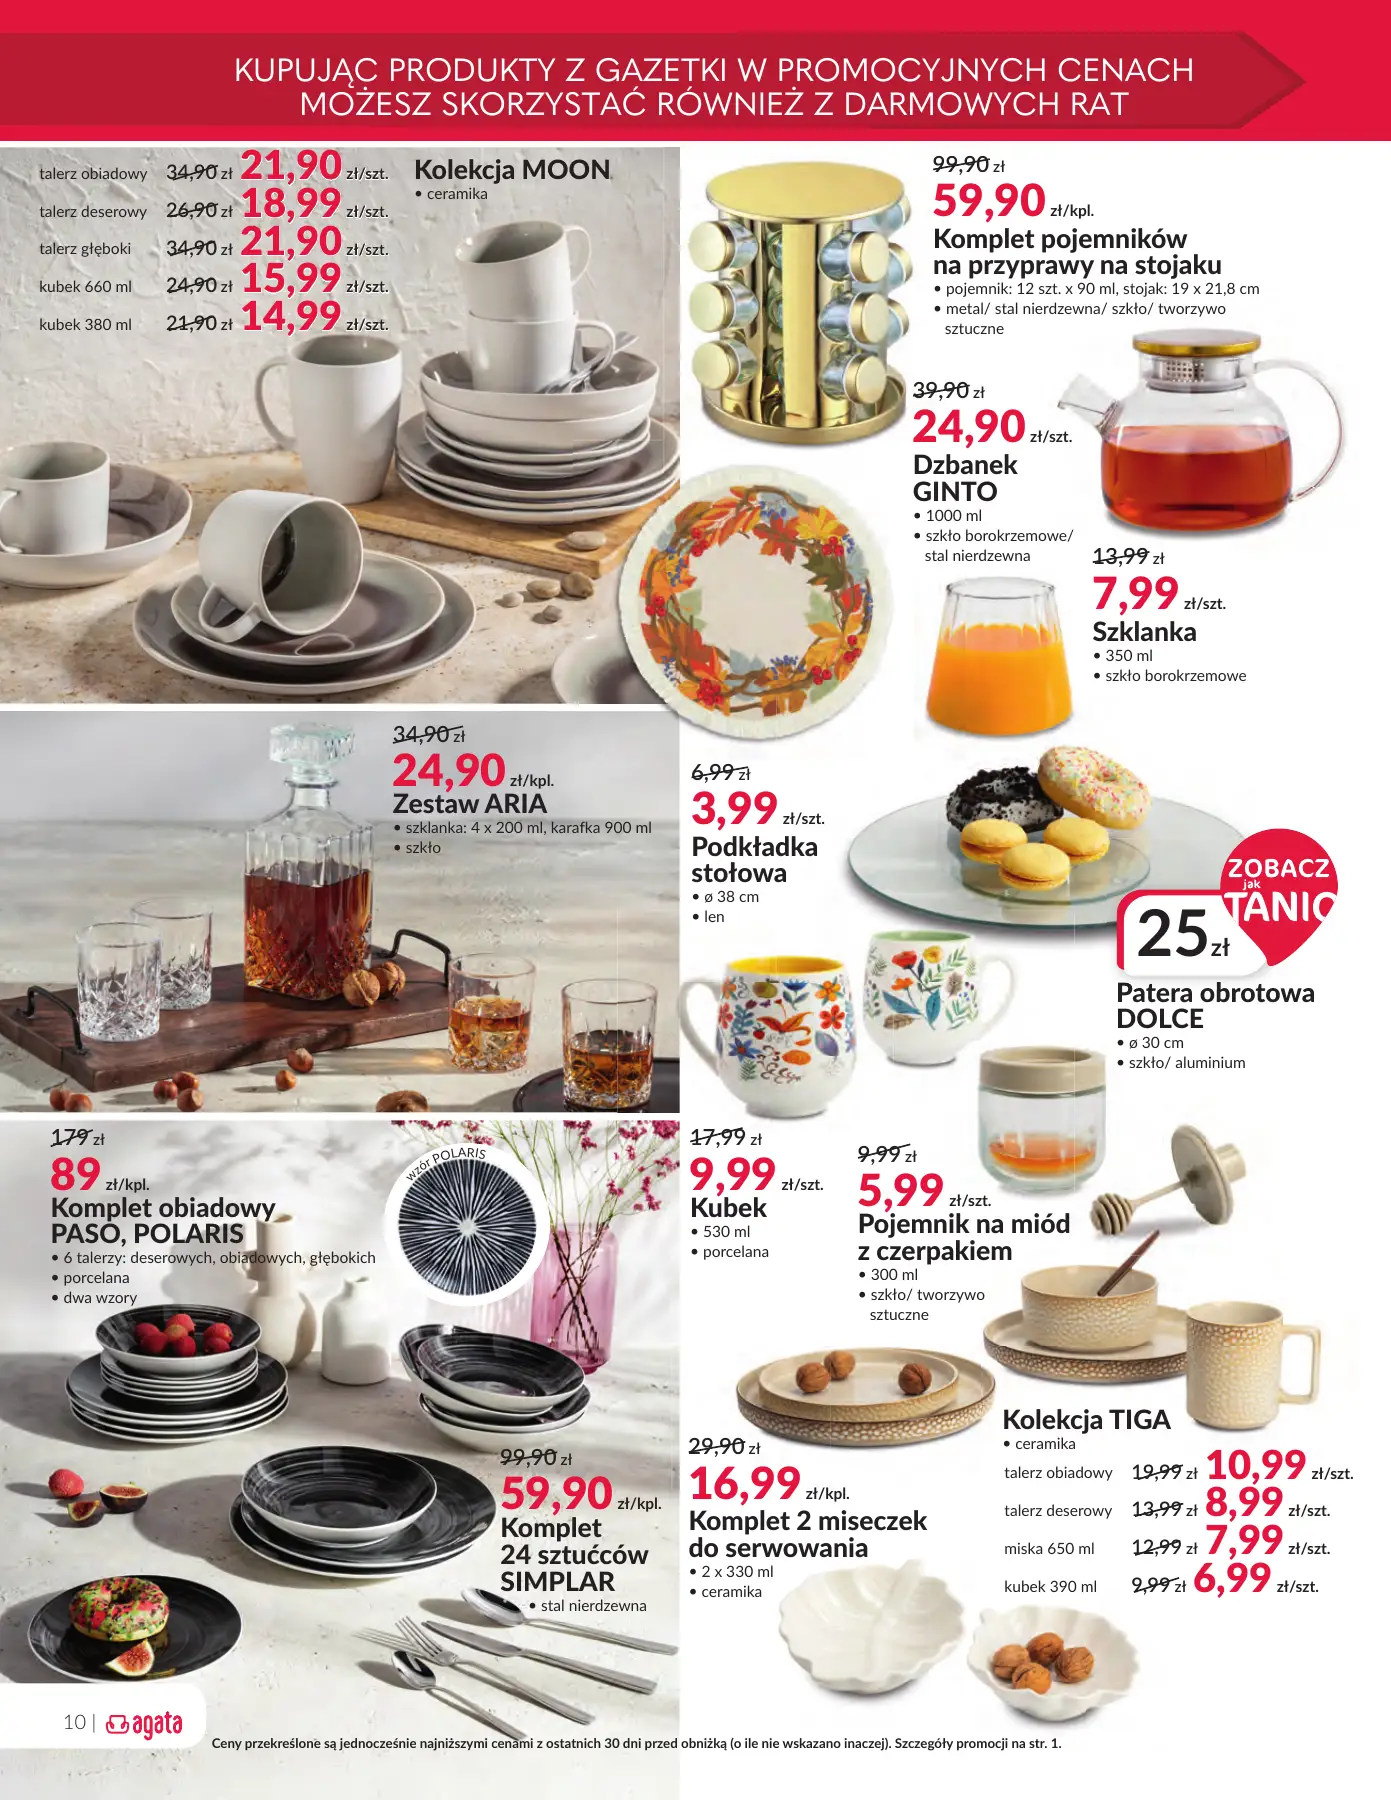 KUPUJĄC PRODUKTY Z GAZETKI W PROMOCYJNYCH CENACH
MOŻESZ SKORZYSTAĆ RÓWNIEŻ Z DARMOWYCH RAT
talerz obiadowy 34,90 zł 21,90 zł/szt.
talerz deserowy 26,90 zł 18,99 zł/szt.
talerz głęboki 34,90 zł 21,90 zł/szt.
kubek 660 ml 24,90 zł 15,99 zł/szt.
kubek 380 ml 21,90 zł 14,99 zł/szt.
Kolekcja MOON
• ceramika
99,90 zł
59,90 zł/kpl.
Komplet pojemników
na przyprawy na stojaku
• pojemnik: 12 szt. x 90 ml, stojak: 19 x 21,8 cm
• metal/ stal nierdzewna/ szkło/ tworzywo
sztuczne
39,90 zł
24,90 zł/szt.
Dzbanek
GINTO
• 1000 ml
• szkło borokrzemowe/
stal nierdzewna
13,99 zł
7,99 zł/szt.
Szklanka
• 350 ml
• szkło borokrzemowe
34,90 zł
24,90 zł/kpl.
Zestaw ARIA
• szklanka: 4 x 200 ml, karafka 900 ml
• szkło
6,99 zł
3,99 zł/szt.
Podkładka
stołowa
• ø 38 cm
• len
ZOBACZ
jak
TANIO
25 zł
Patera obrotowa
DOLCE
• ø 30 cm
• szkło/ aluminium
179 zł
89 zł/kpl.
Komplet obiadowy
PASO, POLARIS
• 6 talerzy: deserowych, obiadowych, głębokich
• porcelana
• dwa wzory
wzór POLARIS
17,99 zł
9,99 zł/szt.
Kubek
• 530 ml
• porcelana
9,99 zł
5,99 zł/szt.
Pojemnik na miód
z czerpakiem
• 300 ml
• szkło/ tworzywo
sztuczne
99,90 zł
59,90 zł/kpl.
Komplet
24 sztućców
SIMPLAR
• stal nierdzewna
29,90 zł
16,99 zł/kpl.
Komplet 2 miseczek
do serwowania
• 2 x 330 ml
• ceramika
Kolekcja TIGA
• ceramika
talerz obiadowy 19,99 zł 10,99 zł/szt.
talerz deserowy 13,99 zł 8,99 zł/szt.
miska 650 ml 12,99 zł 7,99 zł/szt.
kubek 390 ml 9,99 zł 6,99 zł/szt.
10 | agata
Ceny przekreślone są jednocześnie najniższymi cenami z ostatnich 30 dni przed obniżką (o ile nie wskazano inaczej). Szczegóły promocji na str. 1.